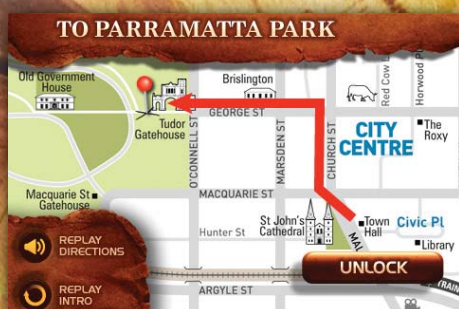 TO PARRAMATTA PARK
Old Government
House
Brislington
Red Cow
Horwood Pl
Tudor
Gatehouse
GEORGE ST
O'CONNELL ST
MARSDEN ST
CHURCH ST
CITY
CENTRE
The
Roxy
Macquarie St
Gatehouse
MACQUARIE ST
St John's
Cathedral
Hunter St
Town
Hall
Civic Pl
Library
REPLAY
DIRECTIONS
UNLOCK
REPLAY
INTRO
ARGYLE ST